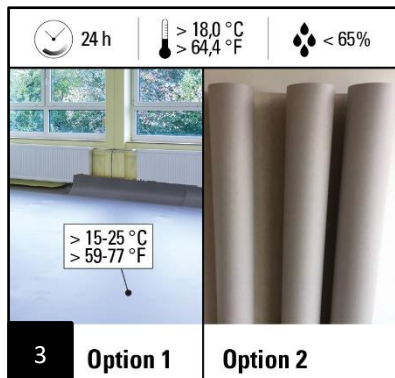 24 h
> 18,0 °C
> 64,4 °F
< 65%
> 15-25 °C
> 59-77 °F
3
Option 1
Option 2